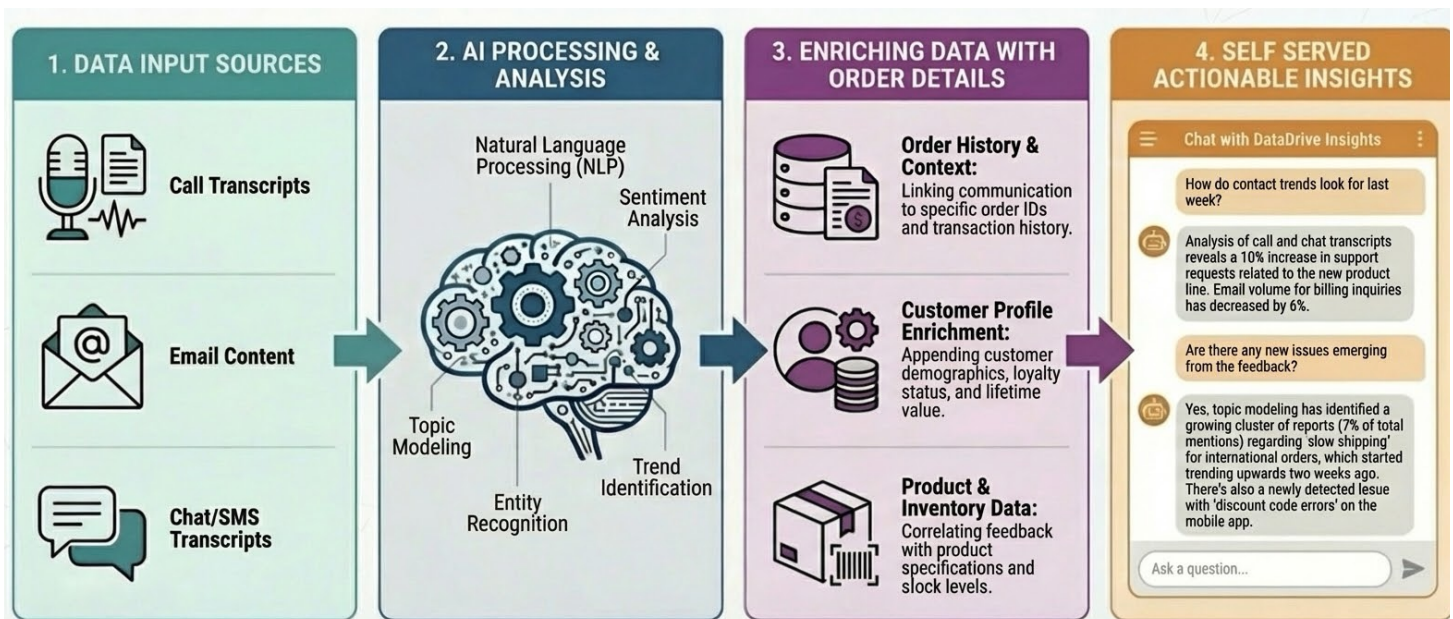 1. DATA INPUT SOURCES
Call Transcripts
@
Email Content
Chat/SMS
Transcripts
2. AI PROCESSING &
ANALYSIS
Natural Language
Processing (NLP)
Sentiment
Analysis
Topic
Modeling
Trend
Identification
Entity
Recognition
3. ENRICHING DATA WITH
ORDER DETAILS
$
Order History &
Context:
Linking communication
to specific order IDs
and transaction history.
Customer Profile
Enrichment:
Appending customer
demographics, loyalty
status, and lifetime
value.
Product &
Inventory Data:
Correlating feedback
with product
specifications and
slock levels.
4. SELF SERVED
ACTIONABLE INSIGHTS
Chat with DataDrive Insights
How do contact trends look for last
week?
Analysis of call and chat transcripts
reveals a 10% increase in support
requests related to the new product
line. Email volume for billing inquiries
has decreased by 6%.
Are there any new issues emerging
from the feedback?
Yes, topic modeling has identified a
growing cluster of reports (7% of total
mentions) regarding 'slow shipping'
for international orders, which started
trending upwards two weeks ago.
There's also a newly detected lesue
with 'discount code errors' on the
mobile app.
Ask a question...